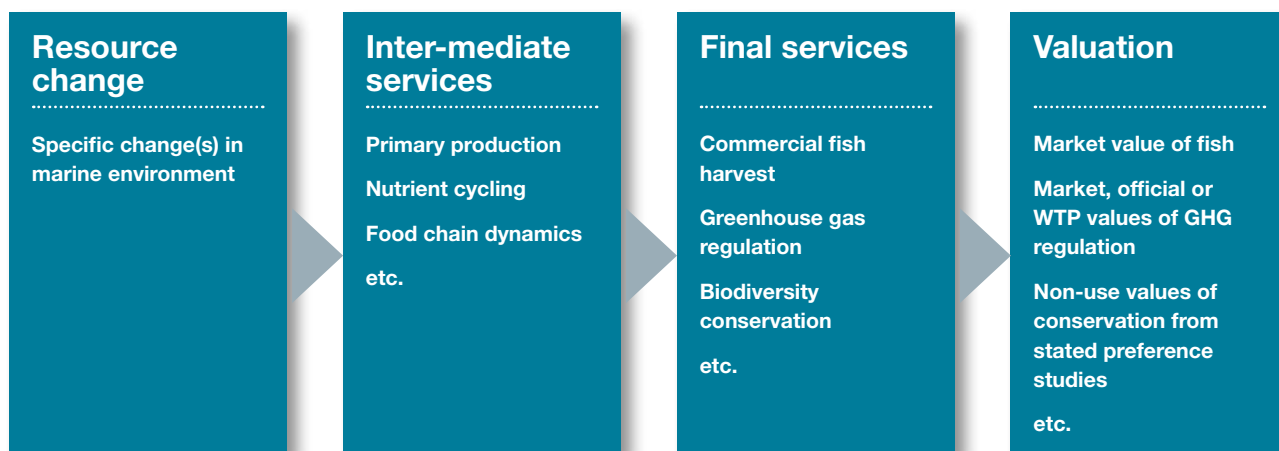 Resource
change
Specific change(s) in
marine environment
Inter-mediate
services
Primary production
Nutrient cycling
Food chain dynamics
etc.
Final services
Commercial fish
harvest
Greenhouse gas
regulation
Biodiversity
conservation
etc.
Valuation
Market value of fish
Market, official or
WTP values of GHG
regulation
Non-use values of
conservation from
stated preference
studies
etc.